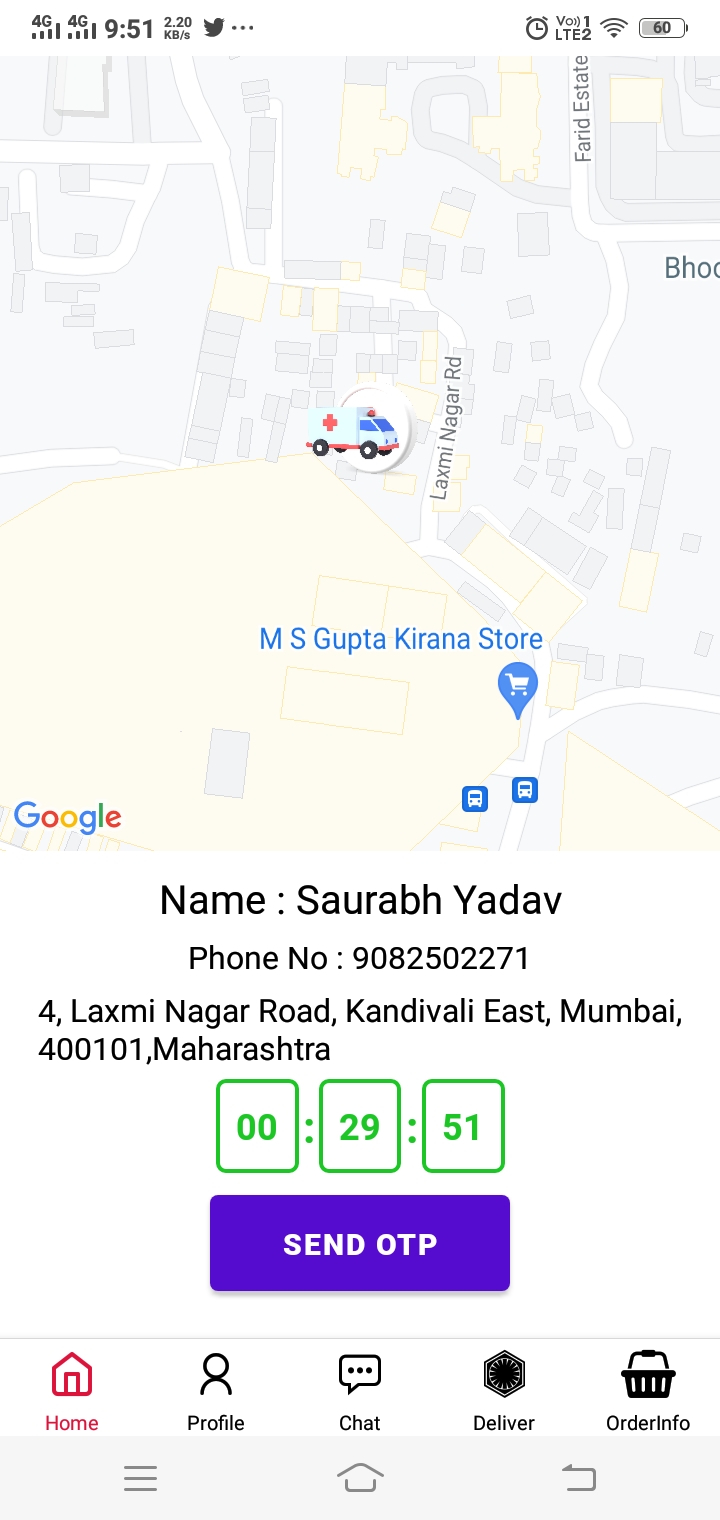 4G 4G 9:51 2.20 KB/s ... Vo)) 1 LTE2 60
Farid Estate
Bhoo
Laxmi Nagar Rd
M S Gupta Kirana Store
Google
Name : Saurabh Yadav
Phone No : 9082502271
4, Laxmi Nagar Road, Kandivali East, Mumbai,
400101,Maharashtra
00 : 29 : 51
SEND OTP
Home Profile Chat Deliver OrderInfo